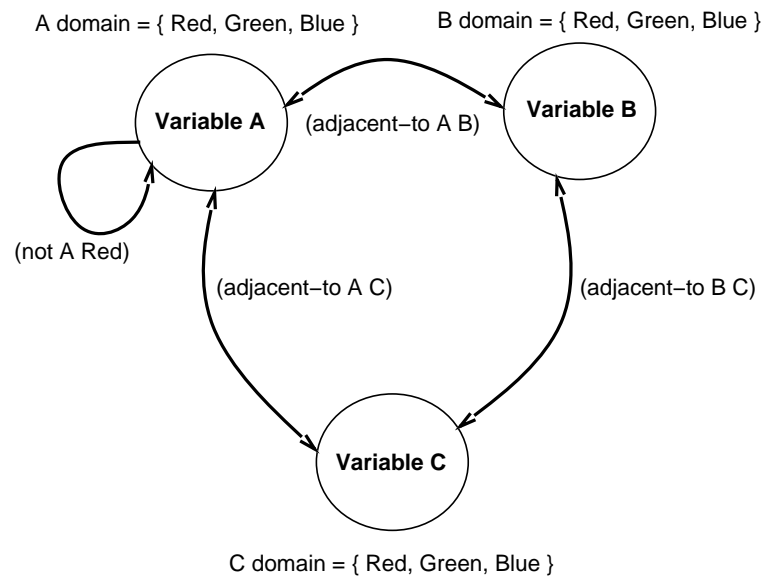 A domain = { Red, Green, Blue }
B domain = { Red, Green, Blue }
Variable A
Variable B
(adjacent−to A B)
(not A Red)
(adjacent−to A C)
(adjacent−to B C)
Variable C
C domain = { Red, Green, Blue }